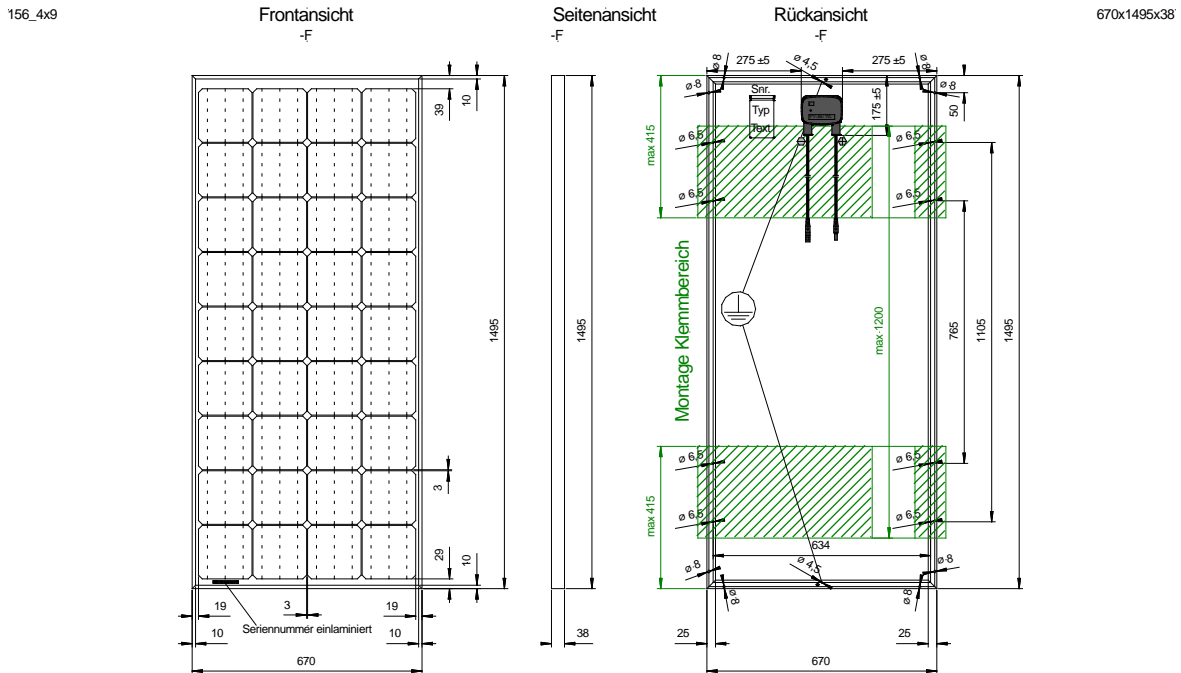 156_4x9
Frontansicht
-F
Seitenansicht
-F
Rückansicht
-F
670x1495x38
39
10
1495
3
29
10
19
3
19
Seriennummer einlaminiert
10
10
670
1495
38
ø 8
275 ±5
ø 4,5
275 ±5
ø 8
ø 8
ø 8
Snr.
Typ
Text
175 ±5
50
max 415
ø 6,5
ø 6,5
ø 6,5
ø 6,5
Montage Klemmbereich
max 1200
765
1105
1495
max 415
ø 6,5
ø 6,5
ø 6,5
ø 6,5
634
ø 4,5
ø 8
ø 8
ø 8
ø 8
25
25
670